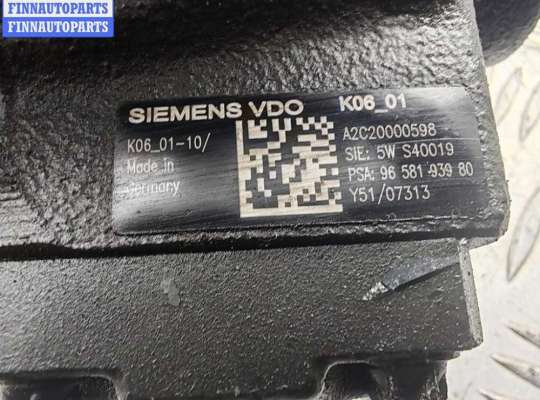 FINNAUTOPARTS
FINNAUTOPARTS
FINNAUTOPARTS
SIEMENS VDO K06_01
K06_01-10/
Made in
Germany
A2C20000598
SIE: 5W S40019
PSA: 96 581 939 80
Y51/07313